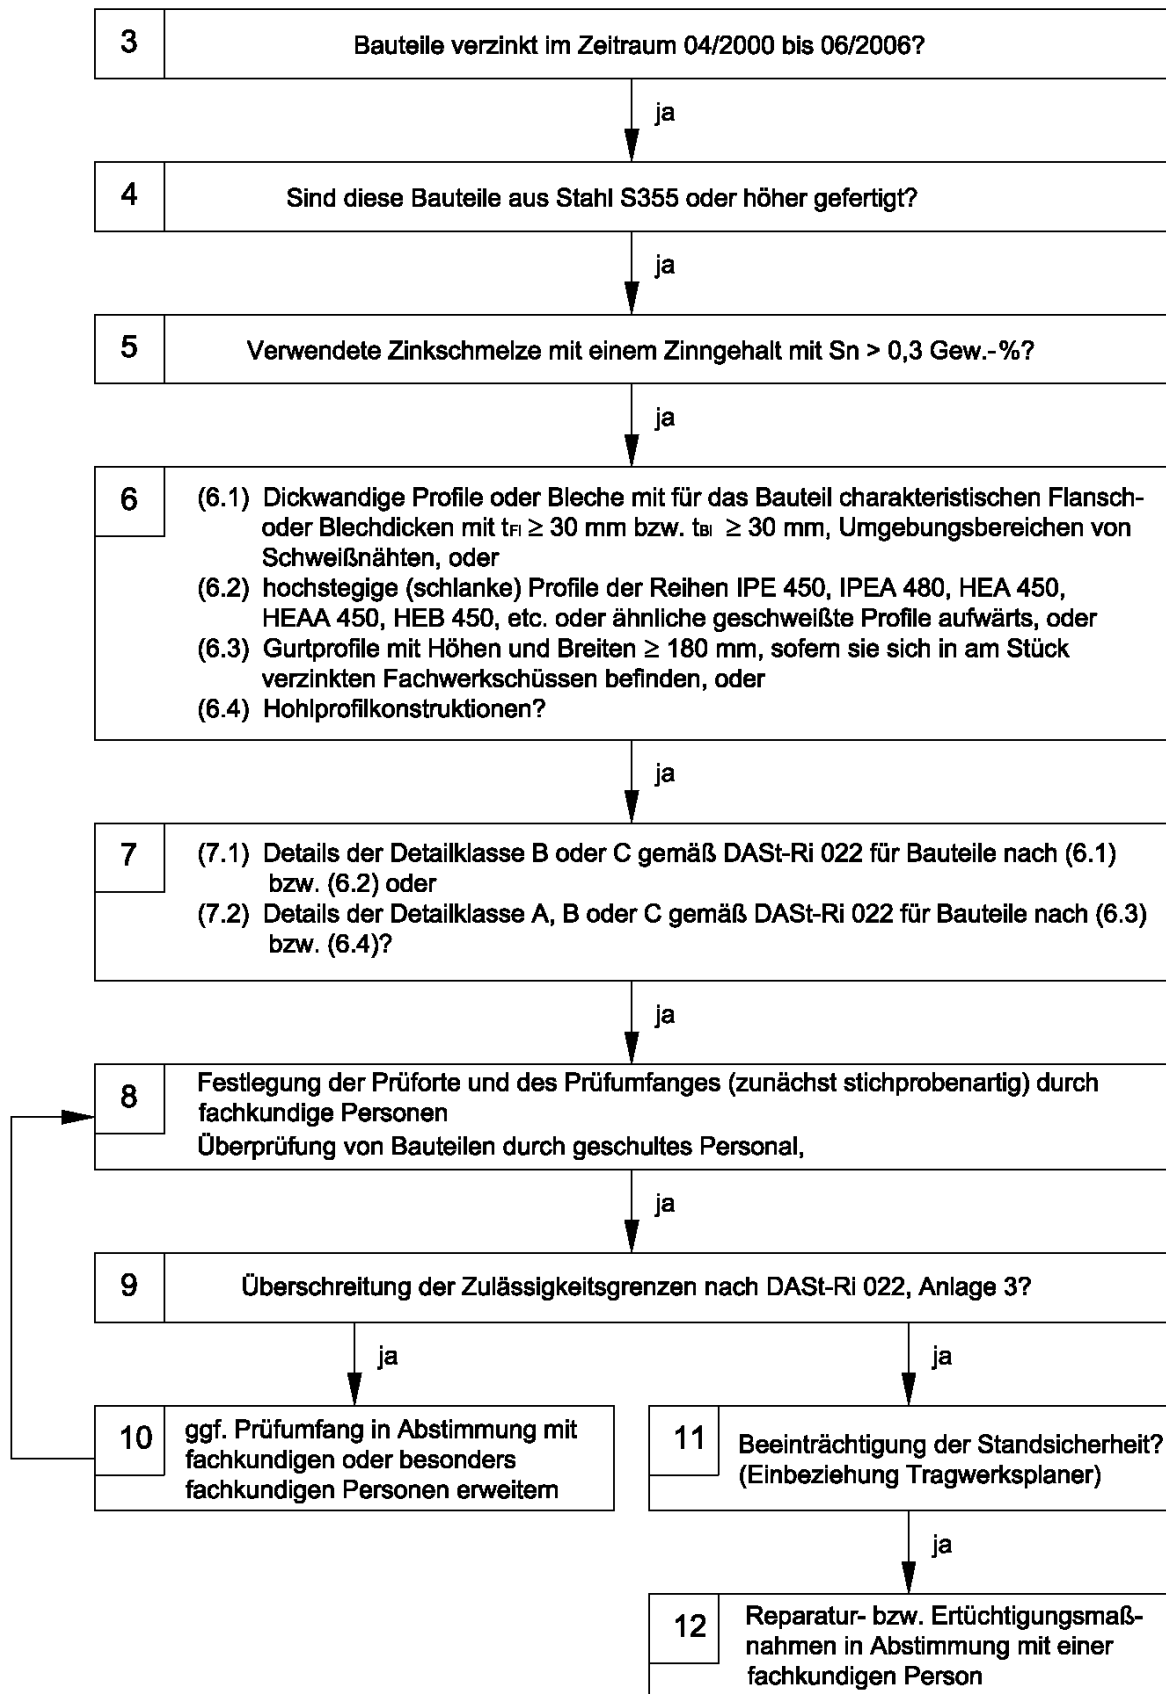 3
Bauteile verzinkt im Zeitraum 04/2000 bis 06/2006?
ja
4
Sind diese Bauteile aus Stahl S355 oder höher gefertigt?
ja
5
Verwendete Zinkschmelze mit einem Zinngehalt mit Sn > 0,3 Gew.-%?
ja
6
(6.1) Dickwandige Profile oder Bleche mit für das Bauteil charakteristischen Flansch-
oder Blechdicken mit tFl ≥ 30 mm bzw. tBl ≥ 30 mm, Umgebungsbereichen von
Schweißnähten, oder
(6.2) hochstegige (schlanke) Profile der Reihen IPE 450, IPEA 480, HEA 450,
HEAA 450, HEB 450, etc. oder ähnliche geschweißte Profile aufwärts, oder
(6.3) Gurtprofile mit Höhen und Breiten ≥ 180 mm, sofern sie sich in am Stück
verzinkten Fachwerkschüssen befinden, oder
(6.4) Hohlprofilkonstruktionen?
ja
7
(7.1) Details der Detailklasse B oder C gemäß DASt-Ri 022 für Bauteile nach (6.1)
bzw. (6.2) oder
(7.2) Details der Detailklasse A, B oder C gemäß DASt-Ri 022 für Bauteile nach (6.3)
bzw. (6.4)?
ja
8
Festlegung der Prüforte und des Prüfumfanges (zunächst stichprobenartig) durch
fachkundige Personen
Überprüfung von Bauteilen durch geschultes Personal,
ja
9
Überschreitung der Zulässigkeitsgrenzen nach DASt-Ri 022, Anlage 3?
ja
ja
10
ggf. Prüfumfang in Abstimmung mit
fachkundigen oder besonders
fachkundigen Personen erweitern
11
Beeinträchtigung der Standsicherheit?
(Einbeziehung Tragwerksplaner)
ja
12
Reparatur- bzw. Ertüchtigungsmaß-
nahmen in Abstimmung mit einer
fachkundigen Person